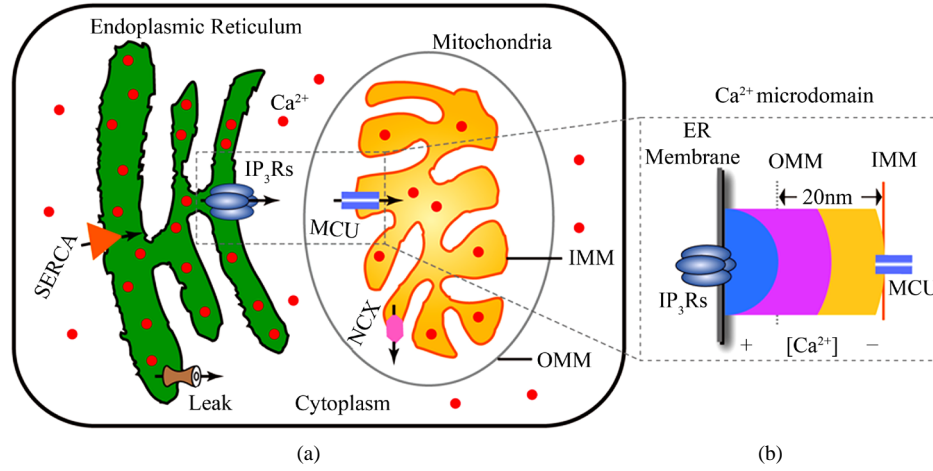 Endoplasmic Reticulum
Mitochondria
Ca²⁺
IP₃Rs
MCU
SERCA
IMM
NCX
OMM
Leak
Cytoplasm
(a)
Ca²⁺ microdomain
ER
Membrane
OMM
IMM
20nm
IP₃Rs
MCU
+ [Ca²⁺] −
(b)